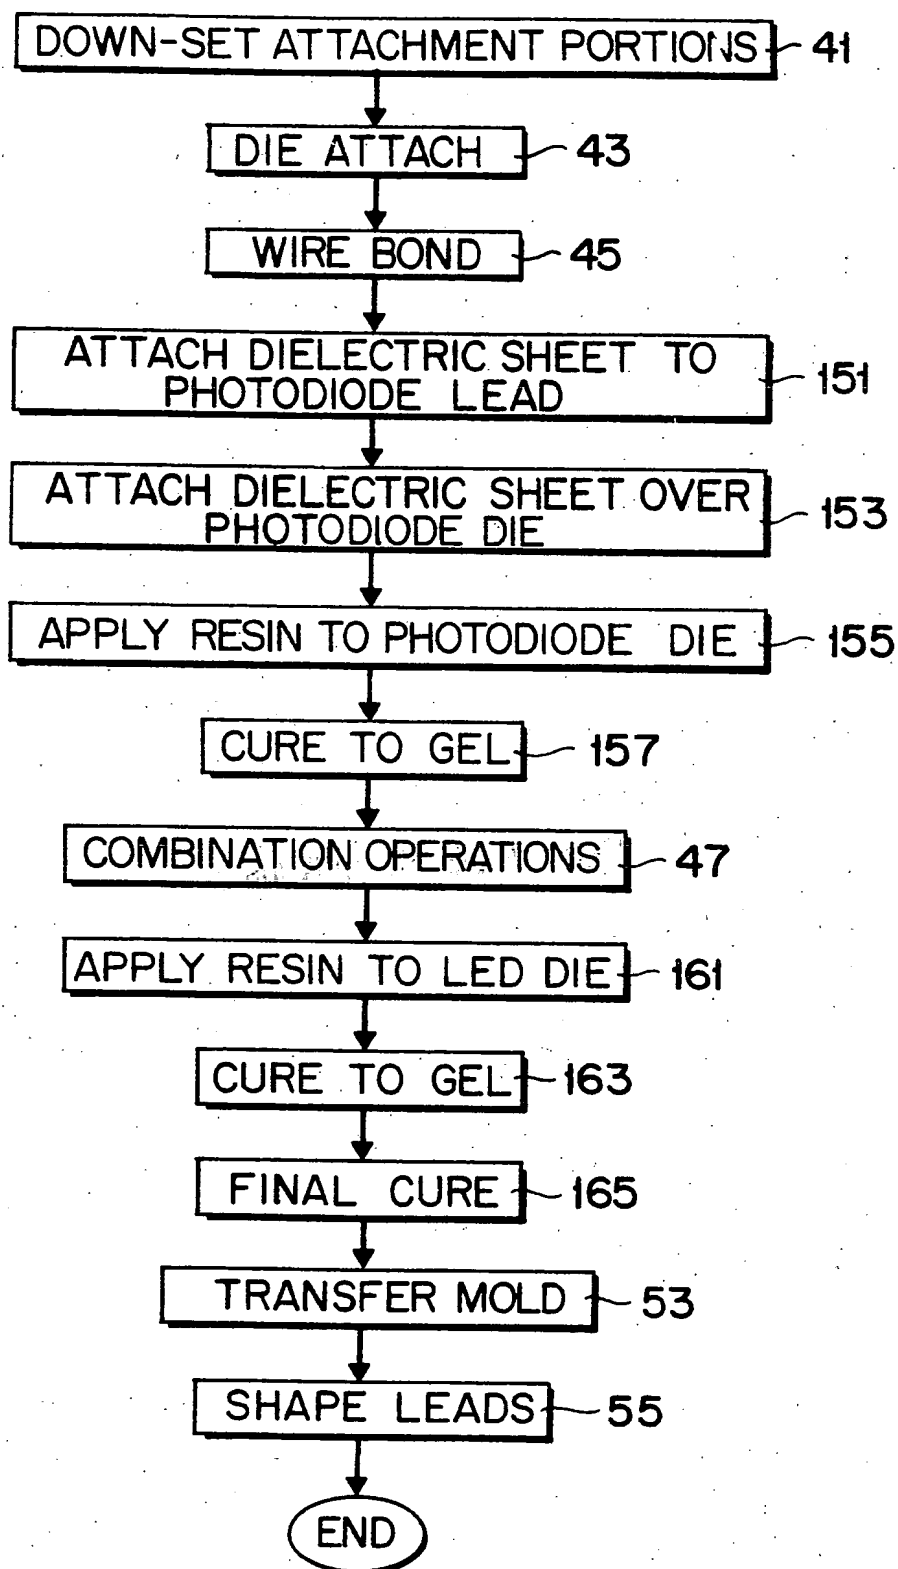 DOWN-SET ATTACHMENT PORTIONS 41
DIE ATTACH 43
WIRE BOND 45
ATTACH DIELECTRIC SHEET TO
PHOTODIODE LEAD 151
ATTACH DIELECTRIC SHEET OVER
PHOTODIODE DIE 153
APPLY RESIN TO PHOTODIODE DIE 155
CURE TO GEL 157
COMBINATION OPERATIONS 47
APPLY RESIN TO LED DIE 161
CURE TO GEL 163
FINAL CURE 165
TRANSFER MOLD 53
SHAPE LEADS 55
END